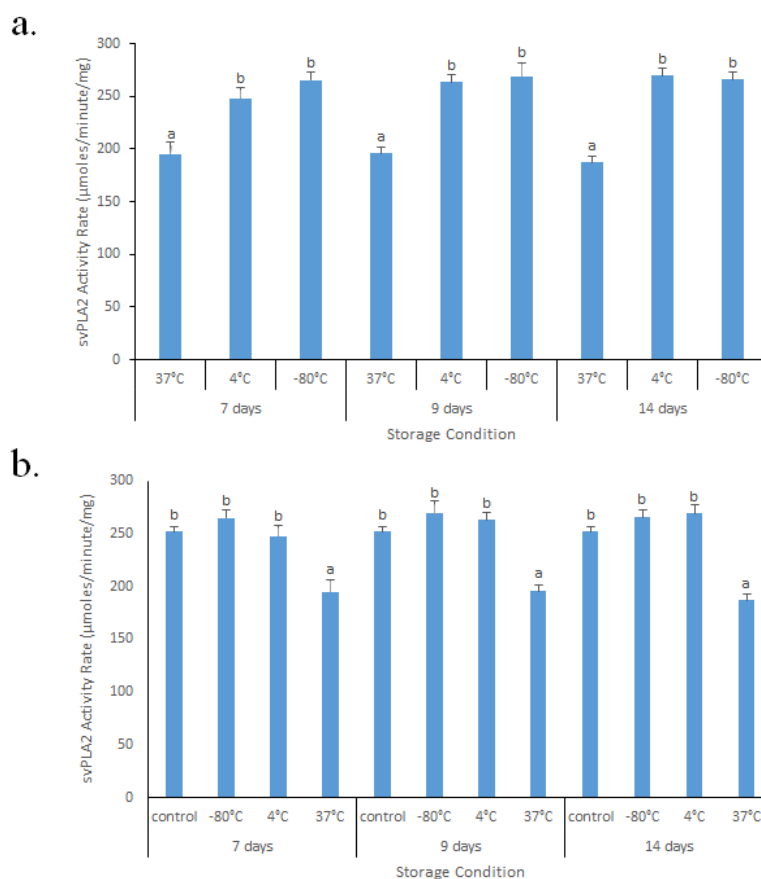 a.
svPLA2 Activity Rate (µmoles/minute/mg)
300
250
200
150
100
50
0
a b b a b b a b b
37°C 4°C -80°C 37°C 4°C -80°C 37°C 4°C -80°C
7 days 9 days 14 days
Storage Condition
b.
svPLA2 Activity Rate (µmoles/minute/mg)
300
250
200
150
100
50
0
b b b a b b b a b b b a
control -80°C 4°C 37°C control -80°C 4°C 37°C control -80°C 4°C 37°C
7 days 9 days 14 days
Storage Condition